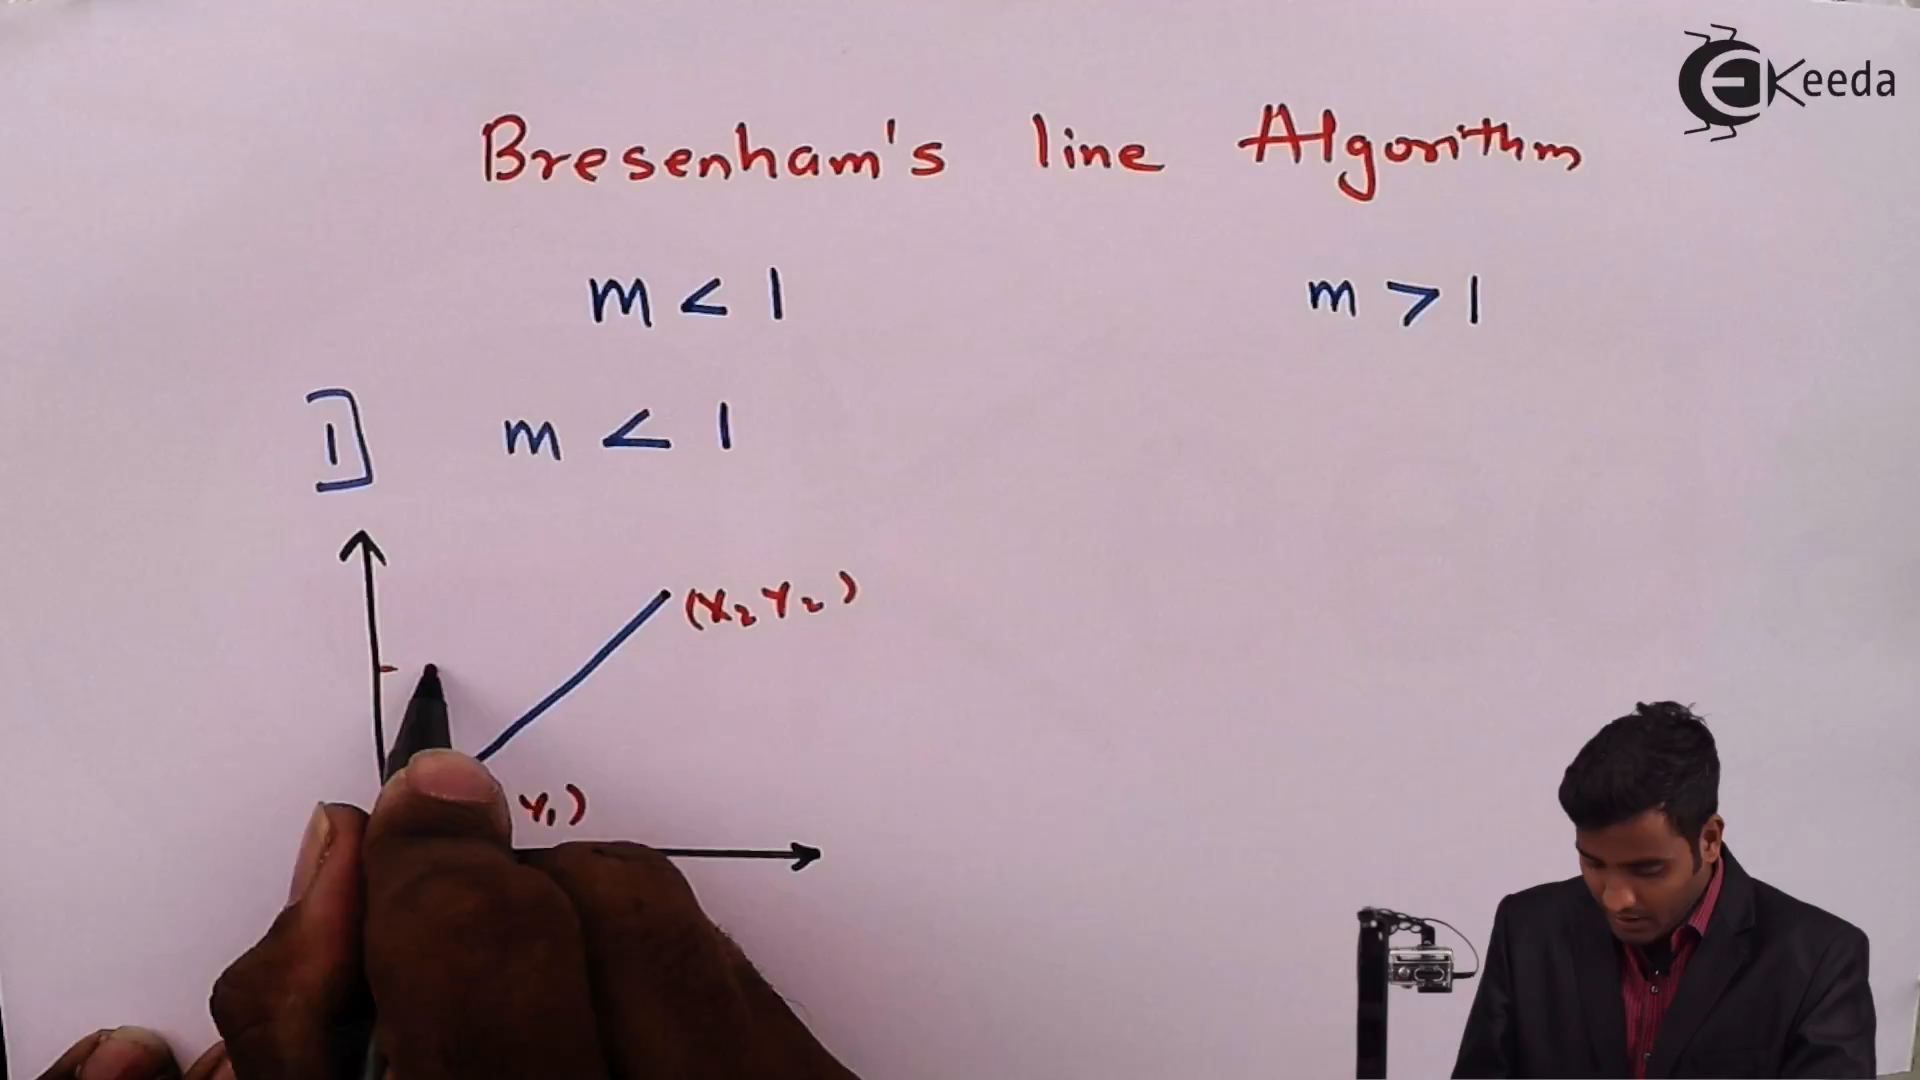 EKeeda
Bresenham's line Algorithm
m < 1
m > 1
1] m < 1
(x2 y2)
y1)